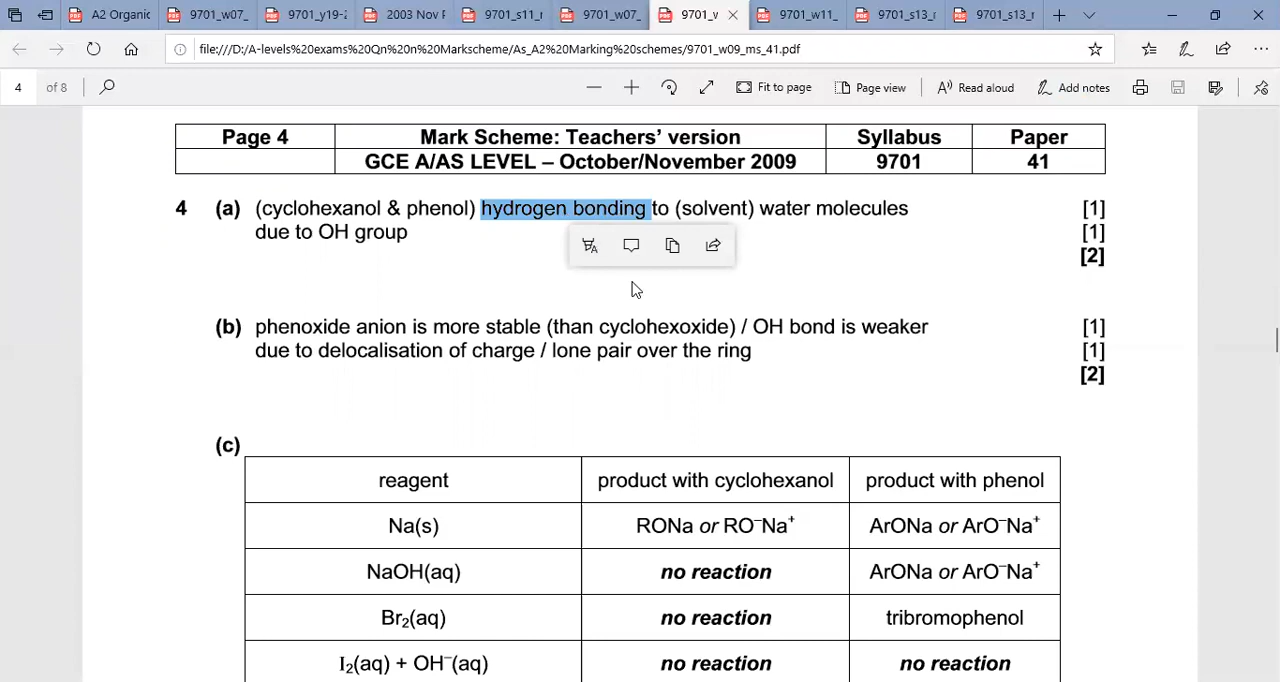 A2 Organic
9701_w07_
9701_y19-2
2003 Nov F
9701_s11_r
9701_w07_
9701_v
9701_w11_
9701_s13_r
9701_s13_r
file:///D:/A-levels%20exams%20Qn%20n%20Markscheme/As_A2%20Marking%20schemes/9701_w09_ms_41.pdf
4 of 8
Fit to page
Page view
Read aloud
Add notes
Page 4 Mark Scheme: Teachers’ version Syllabus Paper
GCE A/AS LEVEL – October/November 2009 9701 41
4 (a) (cyclohexanol & phenol) hydrogen bonding to (solvent) water molecules [1]
due to OH group [1]
[2]
(b) phenoxide anion is more stable (than cyclohexoxide) / OH bond is weaker [1]
due to delocalisation of charge / lone pair over the ring [1]
[2]
(c)
reagent product with cyclohexanol product with phenol
Na(s) RONa or RO⁻Na⁺ ArONa or ArO⁻Na⁺
NaOH(aq) no reaction ArONa or ArO⁻Na⁺
Br₂(aq) no reaction tribromophenol
I₂(aq) + OH⁻(aq) no reaction no reaction